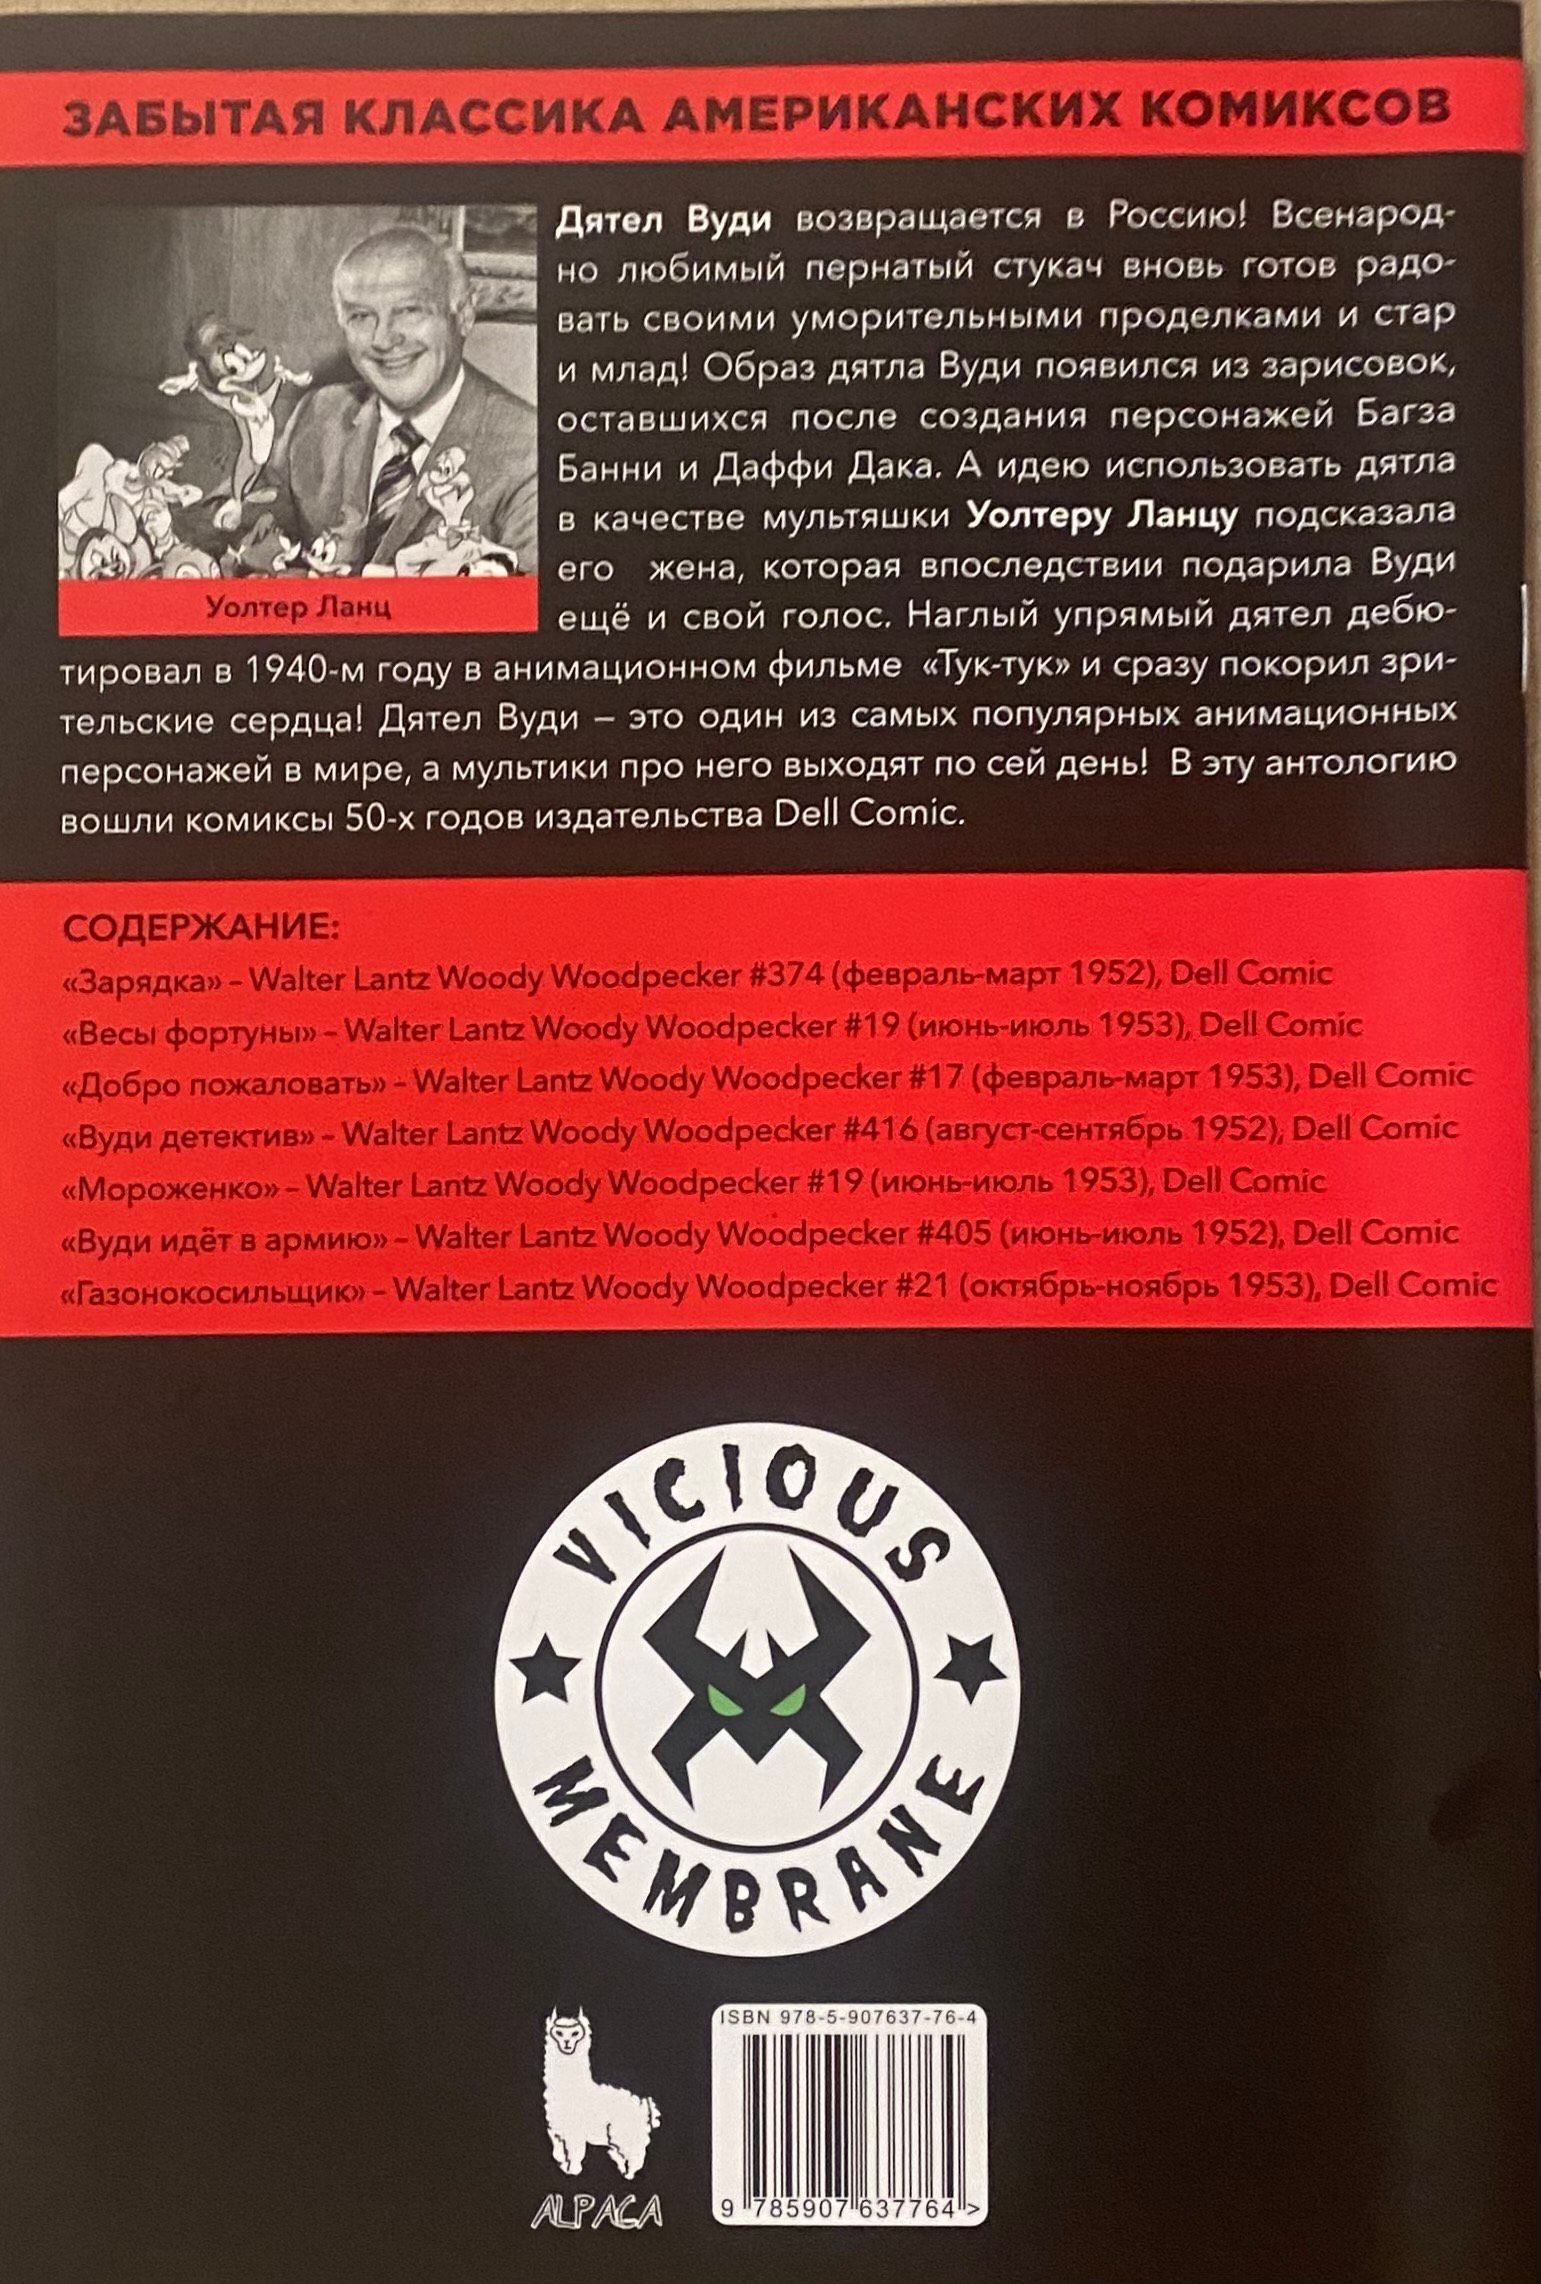 ЗАБЫТАЯ КЛАССИКА АМЕРИКАНСКИХ КОМИКСОВ
Дятел Вуди возвращается в Россию! Всенарод-
но любимый пернатый стукач вновь готов радо-
вать своими уморительными проделками и стар
и млад! Образ дятла Вуди появился из зарисовок,
оставшихся после создания персонажей Багза
Банни и Даффи Дака. А идею использовать дятла
в качестве мультяшки Уолтеру Ланцу подсказала
его жена, которая впоследствии подарила Вуди
ещё и свой голос. Наглый упрямый дятел дебю-
Уолтер Ланц
тировал в 1940-м году в анимационном фильме «Тук-тук» и сразу покорил зри-
тельские сердца! Дятел Вуди – это один из самых популярных анимационных
персонажей в мире, а мультики про него выходят по сей день! В эту антологию
вошли комиксы 50-х годов издательства Dell Comic.
СОДЕРЖАНИЕ:
«Зарядка» – Walter Lantz Woody Woodpecker #374 (февраль-март 1952), Dell Comic
«Весы фортуны» – Walter Lantz Woody Woodpecker #19 (июнь-июль 1953), Dell Comic
«Добро пожаловать» – Walter Lantz Woody Woodpecker #17 (февраль-март 1953), Dell Comic
«Вуди детектив» – Walter Lantz Woody Woodpecker #416 (август-сентябрь 1952), Dell Comic
«Мороженко» – Walter Lantz Woody Woodpecker #19 (июнь-июль 1953), Dell Comic
«Вуди идёт в армию» – Walter Lantz Woody Woodpecker #405 (июнь-июль 1952), Dell Comic
«Газонокосильщик» – Walter Lantz Woody Woodpecker #21 (октябрь-ноябрь 1953), Dell Comic
VICIOUS
MEMBRANE
ISBN 978-5-907637-76-4
9 785907 637764 >
ALPACA